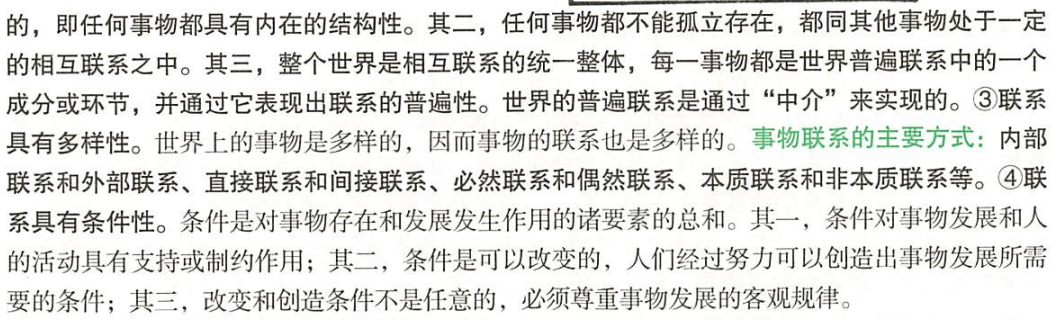 的，即任何事物都具有内在的结构性。其二，任何事物都不能孤立存在，都同其他事物处于一定
的相互联系之中。其三，整个世界是相互联系的统一整体，每一事物都是世界普遍联系中的一个
成分或环节，并通过它表现出联系的普遍性。世界的普遍联系是通过“中介”来实现的。③联系
具有多样性。世界上的事物是多样的，因而事物的联系也是多样的。事物联系的主要方式：内部
联系和外部联系、直接联系和间接联系、必然联系和偶然联系、本质联系和非本质联系等。④联
系具有条件性。条件是对事物存在和发展发生作用的诸要素的总和。其一，条件对事物发展和人
的活动具有支持或制约作用；其二，条件是可以改变的，人们经过努力可以创造出事物发展所需
要的条件；其三，改变和创造条件不是任意的，必须尊重事物发展的客观规律。